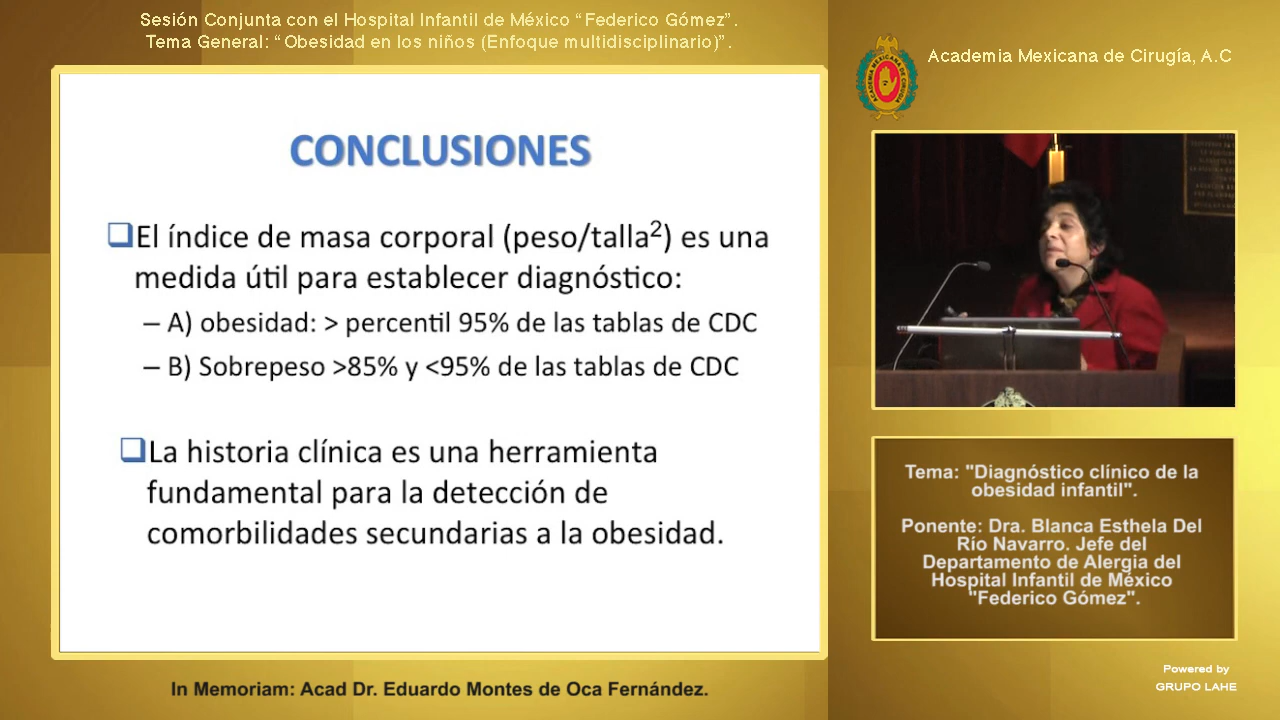 Sesión Conjunta con el Hospital Infantil de México “Federico Gómez”.
Tema General: “Obesidad en los niños (Enfoque multidisciplinario)”.
Academia Mexicana de Cirugía, A.C
ACADEMIA MEXICANA DE CIRUGIA
CONCLUSIONES
El índice de masa corporal (peso/talla²) es una
medida útil para establecer diagnóstico:
– A) obesidad: > percentil 95% de las tablas de CDC
– B) Sobrepeso >85% y <95% de las tablas de CDC
La historia clínica es una herramienta
fundamental para la detección de
comorbilidades secundarias a la obesidad.
Tema: "Diagnóstico clínico de la
obesidad infantil".
Ponente: Dra. Blanca Esthela Del
Río Navarro. Jefe del
Departamento de Alergia del
Hospital Infantil de México
"Federico Gómez".
In Memoriam: Acad Dr. Eduardo Montes de Oca Fernández.
Powered by
GRUPO LAHE